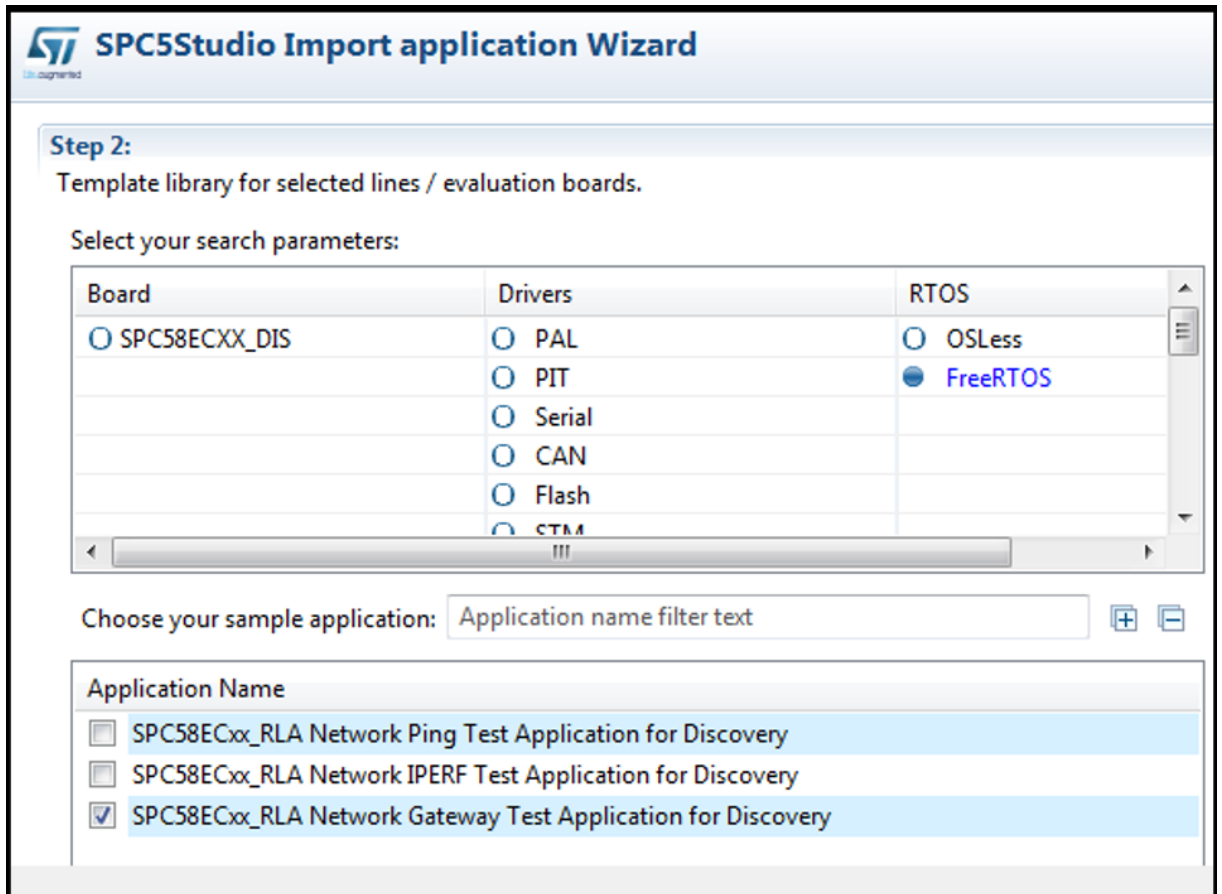 SPC5Studio Import application Wizard
life.augmented
Step 2:
Template library for selected lines / evaluation boards.
Select your search parameters:
Board Drivers RTOS
SPC58ECXX_DIS PAL OSLess
PIT FreeRTOS
Serial
CAN
Flash
STM
Choose your sample application: Application name filter text
Application Name
SPC58ECxx_RLA Network Ping Test Application for Discovery
SPC58ECxx_RLA Network IPERF Test Application for Discovery
SPC58ECxx_RLA Network Gateway Test Application for Discovery